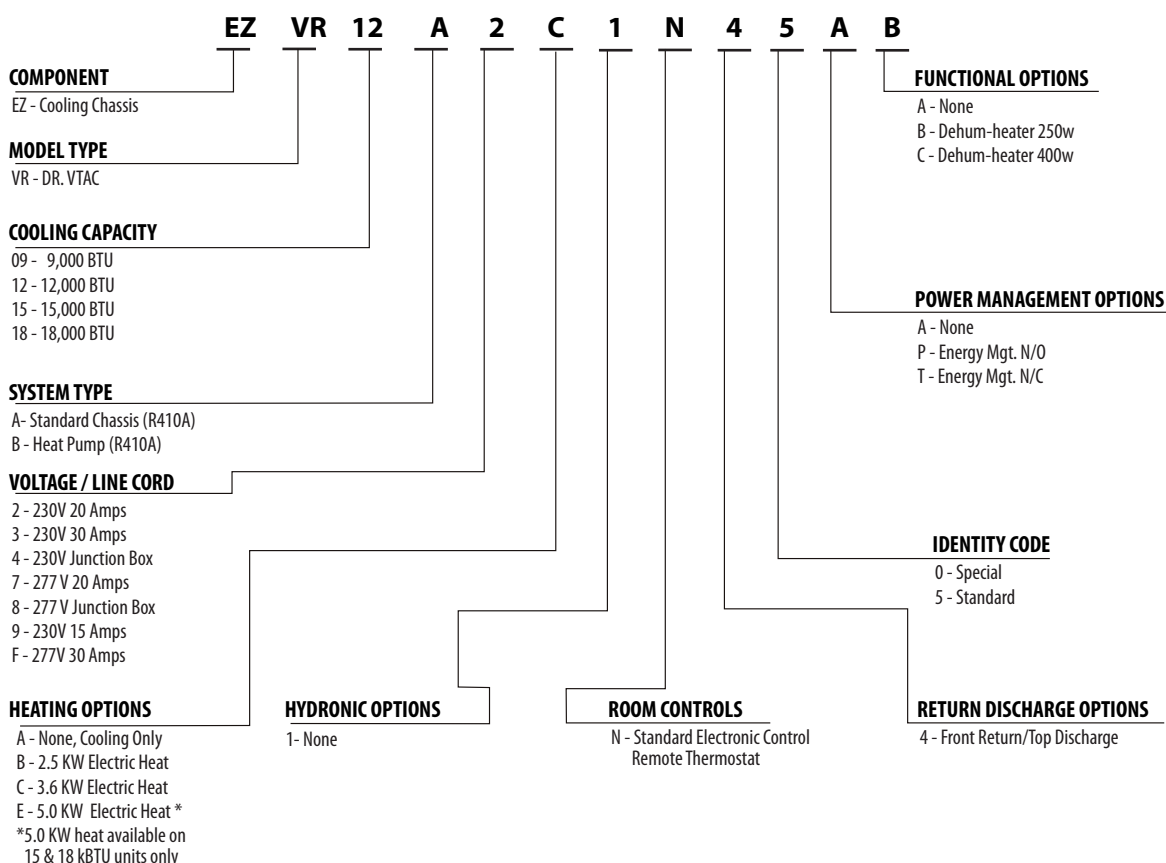 EZ VR 12 A 2 C 1 N 4 5 A B
COMPONENT
EZ - Cooling Chassis
MODEL TYPE
VR - DR. VTAC
COOLING CAPACITY
09 - 9,000 BTU
12 - 12,000 BTU
15 - 15,000 BTU
18 - 18,000 BTU
SYSTEM TYPE
A- Standard Chassis (R410A)
B - Heat Pump (R410A)
VOLTAGE / LINE CORD
2 - 230V 20 Amps
3 - 230V 30 Amps
4 - 230V Junction Box
7 - 277 V 20 Amps
8 - 277 V Junction Box
9 - 230V 15 Amps
F - 277V 30 Amps
HEATING OPTIONS
A - None, Cooling Only
B - 2.5 KW Electric Heat
C - 3.6 KW Electric Heat
E - 5.0 KW Electric Heat *
*5.0 KW heat available on
15 & 18 kBTU units only
HYDRONIC OPTIONS
1- None
ROOM CONTROLS
N - Standard Electronic Control
Remote Thermostat
RETURN DISCHARGE OPTIONS
4 - Front Return/Top Discharge
IDENTITY CODE
0 - Special
5 - Standard
POWER MANAGEMENT OPTIONS
A - None
P - Energy Mgt. N/O
T - Energy Mgt. N/C
FUNCTIONAL OPTIONS
A - None
B - Dehum-heater 250w
C - Dehum-heater 400w